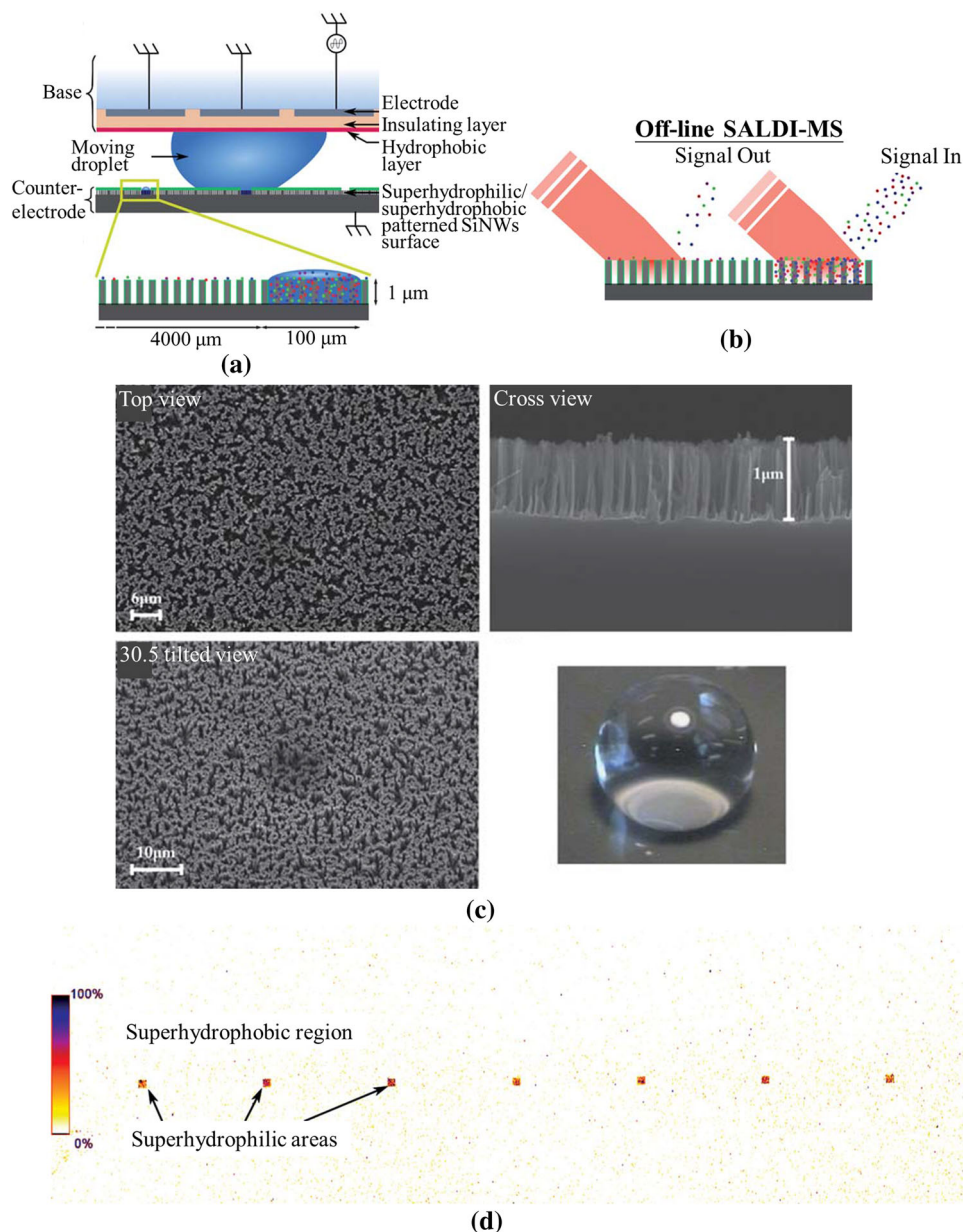 Base
Electrode
Insulating layer
Hydrophobic
layer
Moving
droplet
Counter-
electrode
Superhydrophilic/
superhydrophobic
patterned SiNWs
surface
1 μm
4000 μm
100 μm
(a)
Off-line SALDI-MS
Signal Out
Signal In
(b)
Top view
6μm
Cross view
1μm
30.5 tilted view
10μm
(c)
100%
0%
Superhydrophobic region
Superhydrophilic areas
(d)